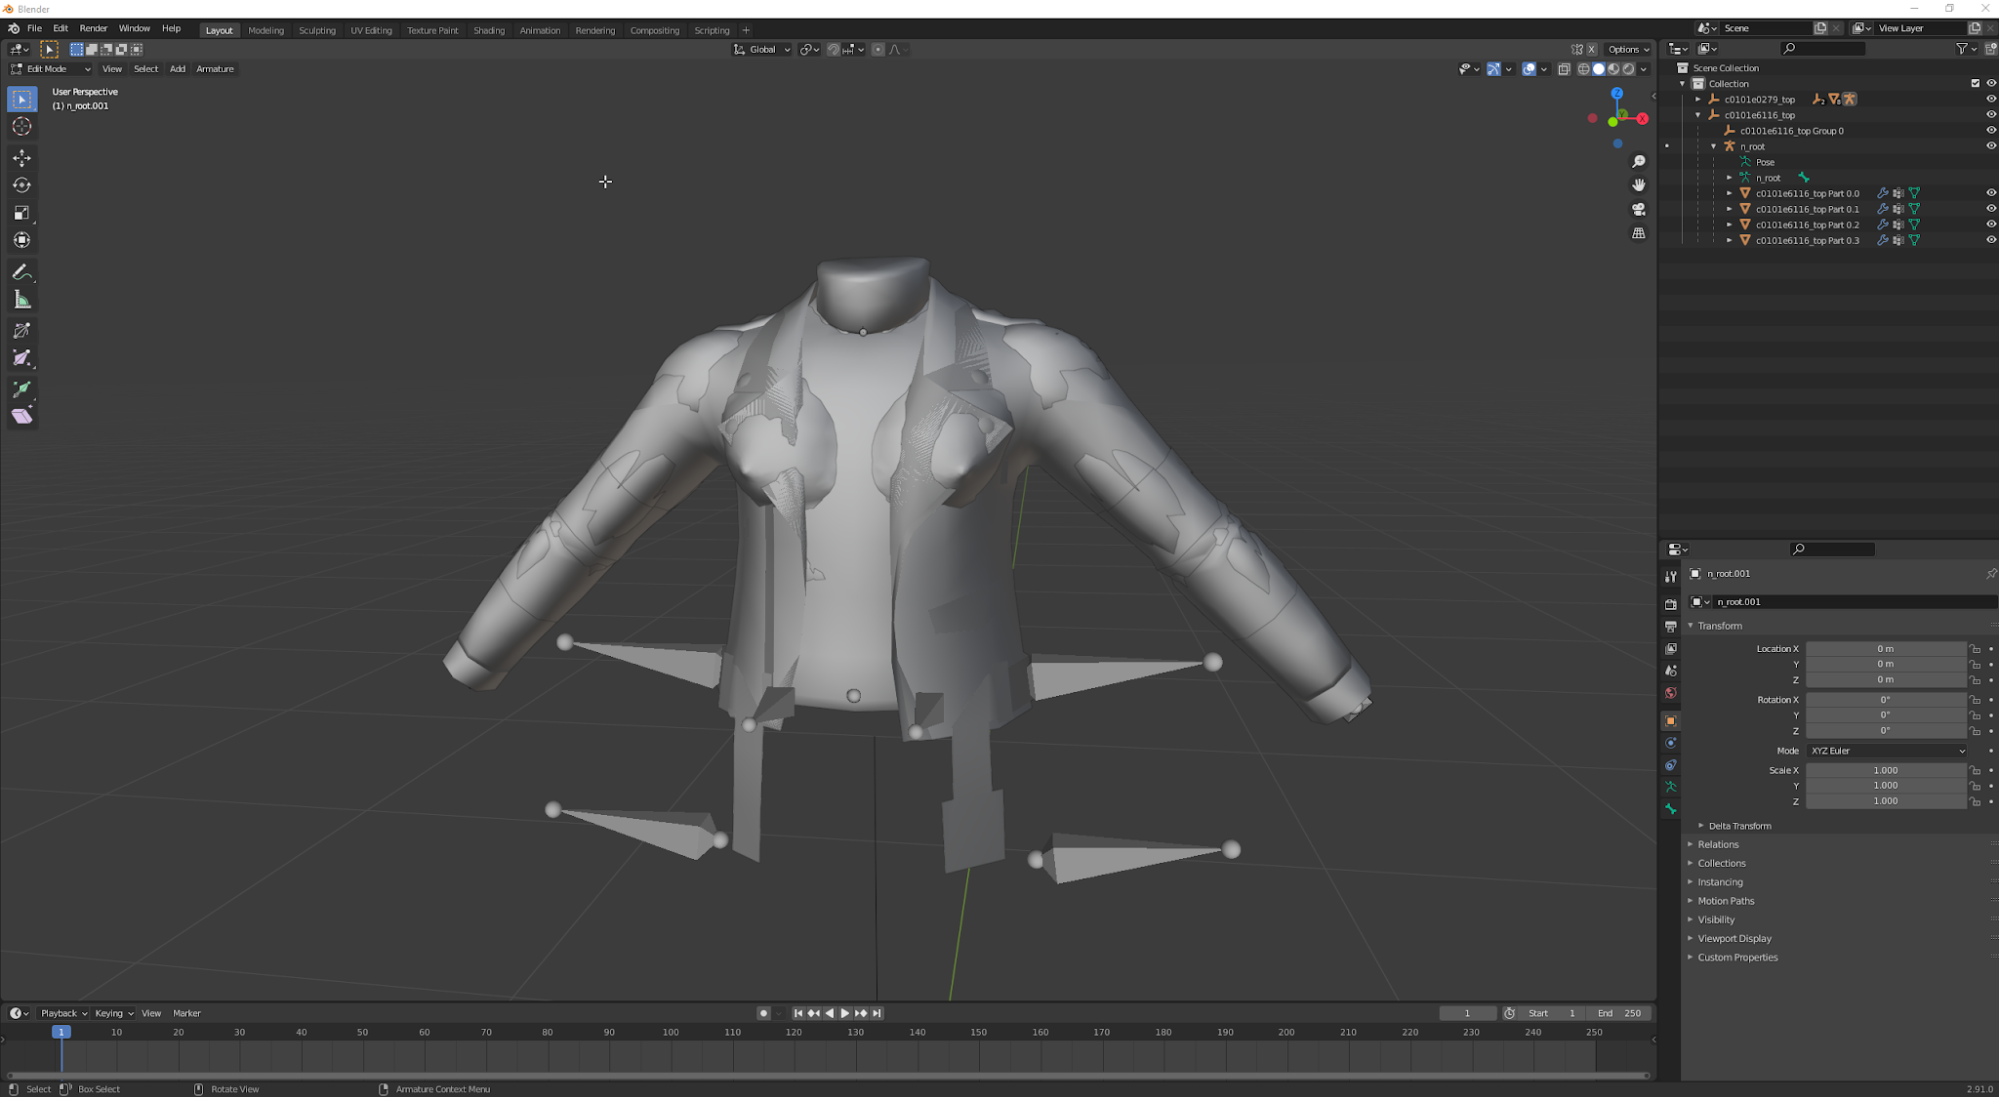 Blender
File Edit Render Window Help Layout Modeling Sculpting UV Editing Texture Paint Shading Animation Rendering Compositing Scripting + Scene View Layer
Global Options
Edit Mode View Select Add Armature
User Perspective
(1) n_root.001
Z
X
Scene Collection
Collection
c0101e0279_top
c0101e6116_top
c0101e6116_top Group 0
n_root
Pose
n_root
c0101e6116_top Part 0.0
c0101e6116_top Part 0.1
c0101e6116_top Part 0.2
c0101e6116_top Part 0.3
n_root.001
n_root.001
Transform
Location X 0 m
Y 0 m
Z 0 m
Rotation X 0°
Y 0°
Z 0°
Mode XYZ Euler
Scale X 1.000
Y 1.000
Z 1.000
Delta Transform
Relations
Collections
Instancing
Motion Paths
Visibility
Viewport Display
Custom Properties
Playback Keying View Marker 1 Start 1 End 250
1 10 20 30 40 50 60 70 80 90 100 110 120 130 140 150 160 170 180 190 200 210 220 230 240 250
Select Box Select Rotate View Armature Context Menu 2.91.0